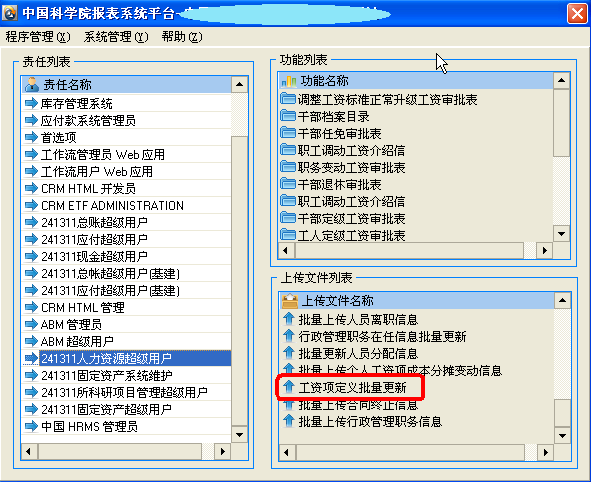 中国科学院报表系统平台-
程序管理(X) 系统管理(Y) 帮助(Z)
责任列表
责任名称
库存管理系统
应付款系统管理员
首选项
工作流管理员 Web 应用
工作流用户 Web 应用
CRM HTML 开发员
CRM ETF ADMINISTRATION
241311总账超级用户
241311应付超级用户
241311现金超级用户
241311总帐超级用户(基建)
241311应付超级用户(基建)
CRM HTML 管理
ABM 管理员
ABM 超级用户
241311人力资源超级用户
241311固定资产系统维护
241311所科研项目管理超级用户
241311固定资产超级用户
中国 HRMS 管理员
功能列表
功能名称
调整工资标准正常升级工资审批表
干部档案目录
干部任免审批表
职工调动工资介绍信
职务变动工资审批表
干部退休审批表
职工调动工资介绍信
干部定级工资审批表
工人定级工资审批表
上传文件列表
上传文件名称
批量上传人员离职信息
行政管理职务在任信息批量更新
批量更新人员分配信息
批量上传个人工资项成本分摊变动信息
工资项定义批量更新
批量上传合同终止信息
批量上传行政管理职务信息